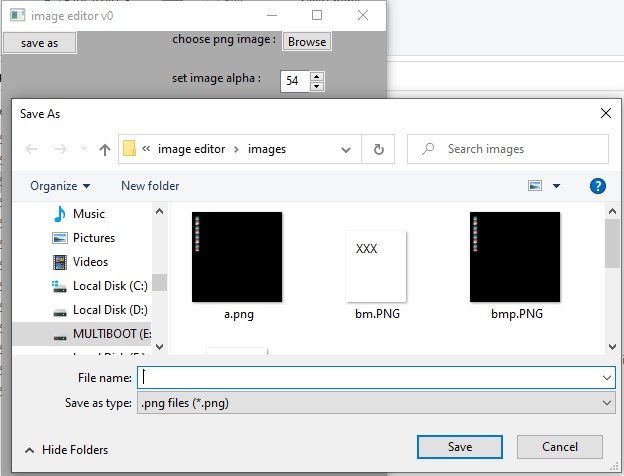 image editor v0
save as
choose png image :
Browse
set image alpha :
54
Save As
« image editor › images
Search images
Organize
New folder
Music
Pictures
Videos
Local Disk (C:)
Local Disk (D:)
MULTIBOOT (E:
XXX
a.png
bm.PNG
bmp.PNG
File name:
Save as type:
.png files (*.png)
Hide Folders
Save
Cancel